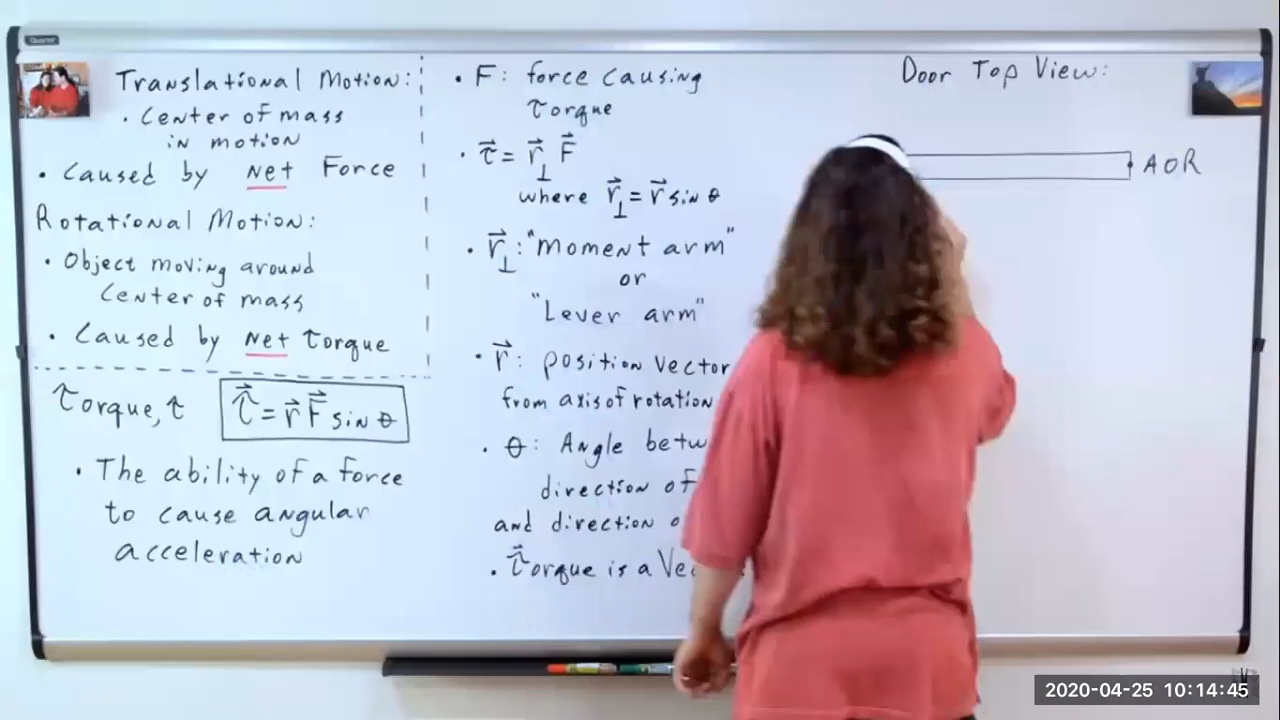 Translational Motion:
• Center of mass
in motion
• Caused by Net Force
Rotational Motion:
• Object moving around
Center of mass
• Caused by Net Torque
Torque, τ τ⃗ = r⃗ F⃗ sin θ
• The ability of a force
to cause angular
acceleration
• F: force causing
Torque
• τ⃗ = r⃗⊥ F⃗
where r⃗⊥ = r⃗ sin θ
• r⃗⊥: "Moment arm"
or
"Lever arm"
• r⃗: position vector
from axis of rotation
• θ: Angle betw
direction of
and direction o
• τ⃗orque is a Vec
Door Top View:
AOR
2020-04-25 10:14:45